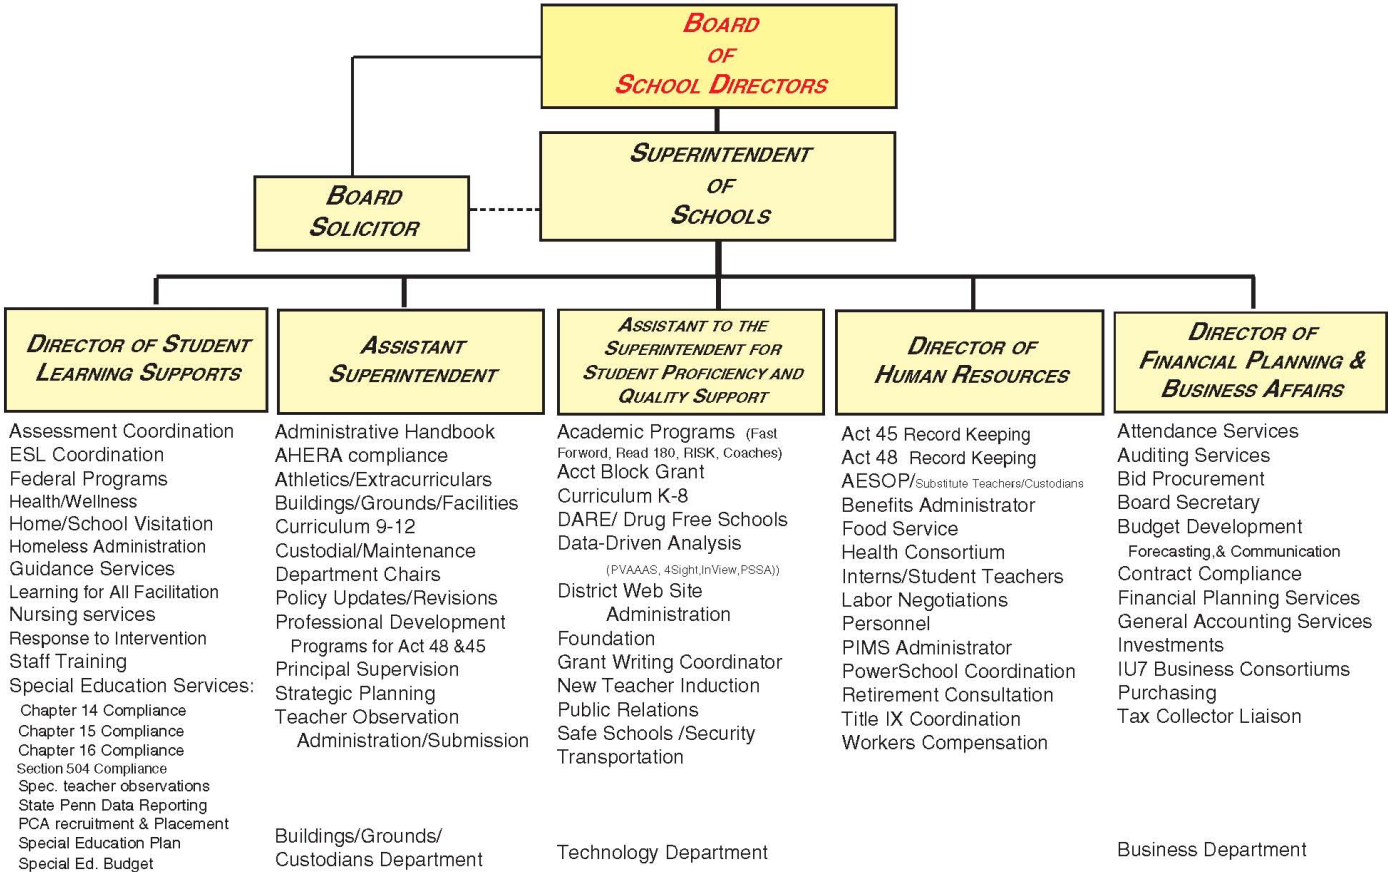 BOARD
OF
SCHOOL DIRECTORS
SUPERINTENDENT
OF
SCHOOLS
BOARD
SOLICITOR
DIRECTOR OF STUDENT
LEARNING SUPPORTS
Assessment Coordination
ESL Coordination
Federal Programs
Health/Wellness
Home/School Visitation
Homeless Administration
Guidance Services
Learning for All Facilitation
Nursing services
Response to Intervention
Staff Training
Special Education Services:
Chapter 14 Compliance
Chapter 15 Compliance
Chapter 16 Compliance
Section 504 Compliance
Spec. teacher observations
State Penn Data Reporting
PCA recruitment & Placement
Special Education Plan
Special Ed. Budget
ASSISTANT
SUPERINTENDENT
Administrative Handbook
AHERA compliance
Athletics/Extracurriculars
Buildings/Grounds/Facilities
Curriculum 9-12
Custodial/Maintenance
Department Chairs
Policy Updates/Revisions
Professional Development
Programs for Act 48 &45
Principal Supervision
Strategic Planning
Teacher Observation
Administration/Submission
Buildings/Grounds/
Custodians Department
ASSISTANT TO THE
SUPERINTENDENT FOR
STUDENT PROFICIENCY AND
QUALITY SUPPORT
Academic Programs (Fast
Forword, Read 180, RISK, Coaches)
Acct Block Grant
Curriculum K-8
DARE/ Drug Free Schools
Data-Driven Analysis
(PVAAAS, 4Sight,InView,PSSA))
District Web Site
Administration
Foundation
Grant Writing Coordinator
New Teacher Induction
Public Relations
Safe Schools /Security
Transportation
Technology Department
DIRECTOR OF
HUMAN RESOURCES
Act 45 Record Keeping
Act 48 Record Keeping
AESOP/Substitute Teachers/Custodians
Benefits Administrator
Food Service
Health Consortium
Interns/Student Teachers
Labor Negotiations
Personnel
PIMS Administrator
PowerSchool Coordination
Retirement Consultation
Title IX Coordination
Workers Compensation
DIRECTOR OF
FINANCIAL PLANNING &
BUSINESS AFFAIRS
Attendance Services
Auditing Services
Bid Procurement
Board Secretary
Budget Development
Forecasting,& Communication
Contract Compliance
Financial Planning Services
General Accounting Services
Investments
IU7 Business Consortiums
Purchasing
Tax Collector Liaison
Business Department